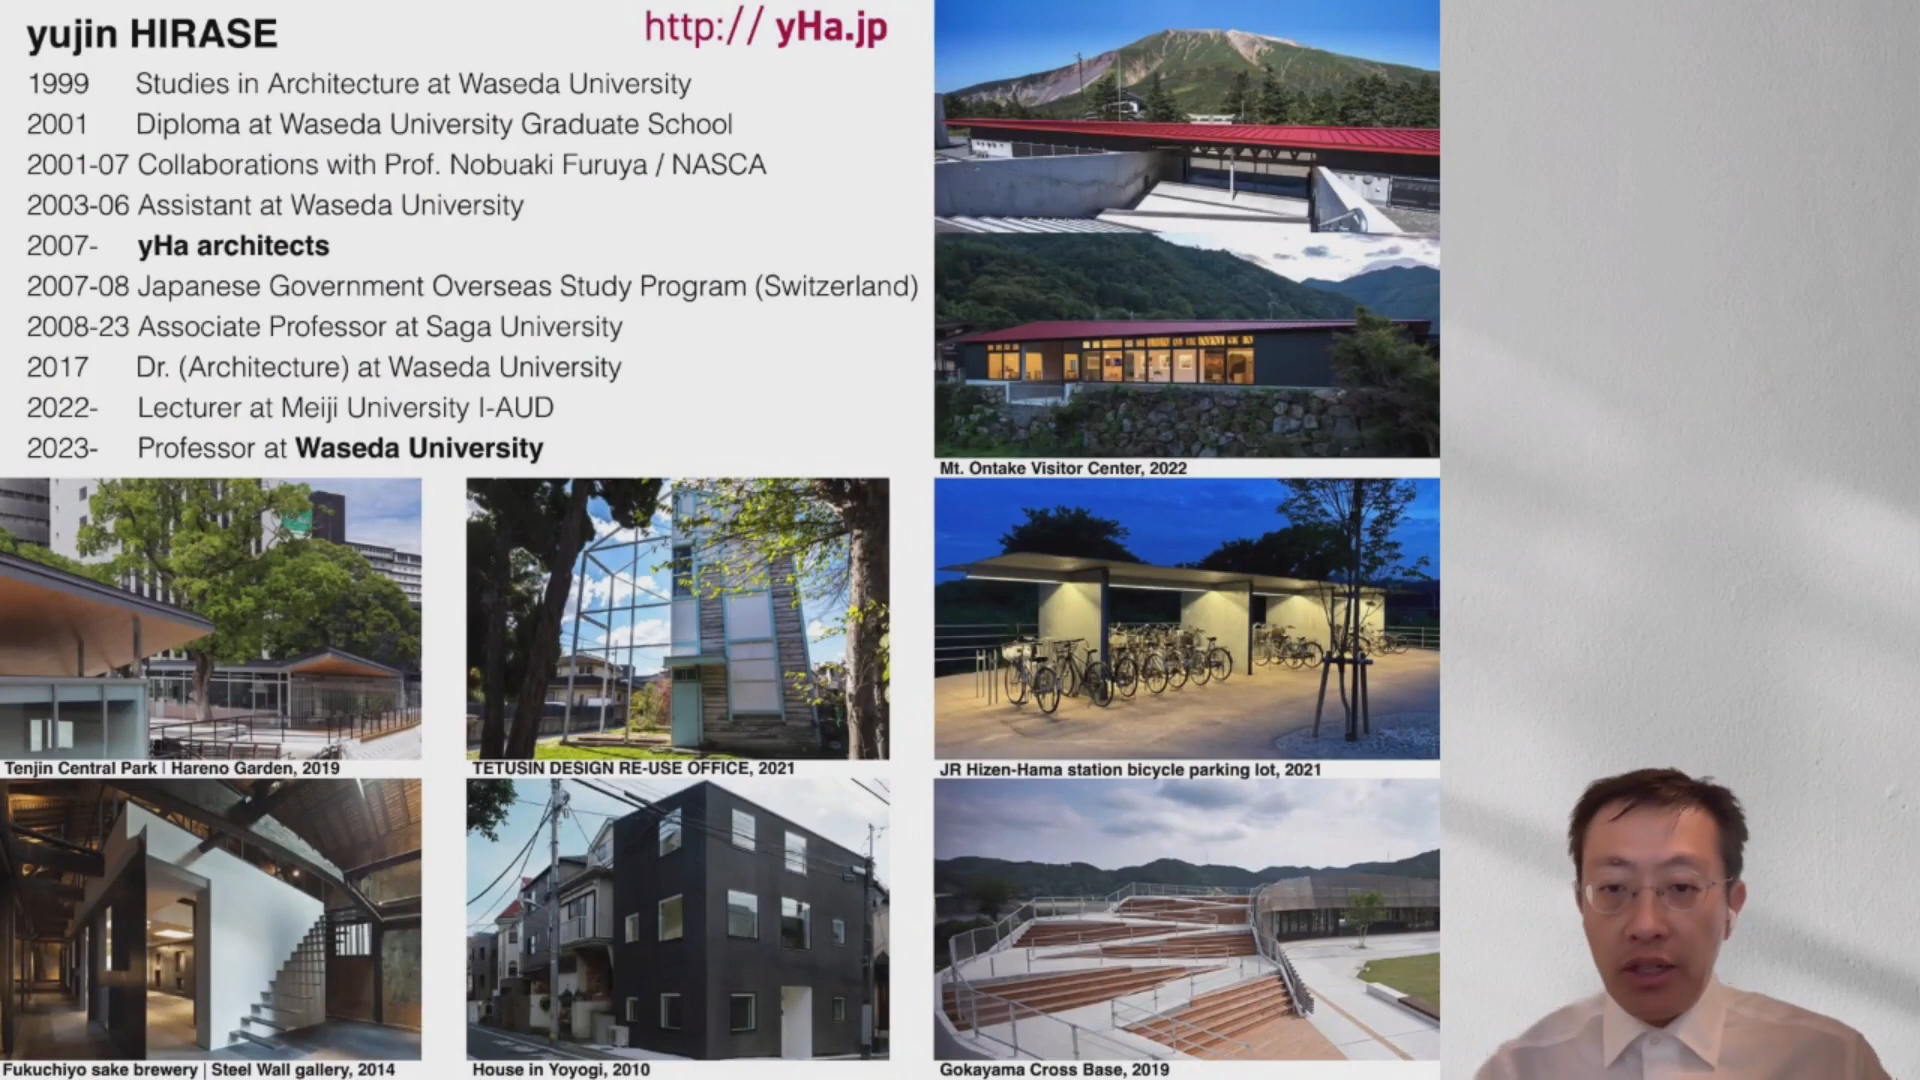 yujin HIRASE
http:// yHa.jp
1999 Studies in Architecture at Waseda University
2001 Diploma at Waseda University Graduate School
2001-07 Collaborations with Prof. Nobuaki Furuya / NASCA
2003-06 Assistant at Waseda University
2007- yHa architects
2007-08 Japanese Government Overseas Study Program (Switzerland)
2008-23 Associate Professor at Saga University
2017 Dr. (Architecture) at Waseda University
2022- Lecturer at Meiji University I-AUD
2023- Professor at Waseda University
Mt. Ontake Visitor Center, 2022
Tenjin Central Park | Hareno Garden, 2019
TETUSIN DESIGN RE-USE OFFICE, 2021
JR Hizen-Hama station bicycle parking lot, 2021
Fukuchiyo sake brewery | Steel Wall gallery, 2014
House in Yoyogi, 2010
Gokayama Cross Base, 2019